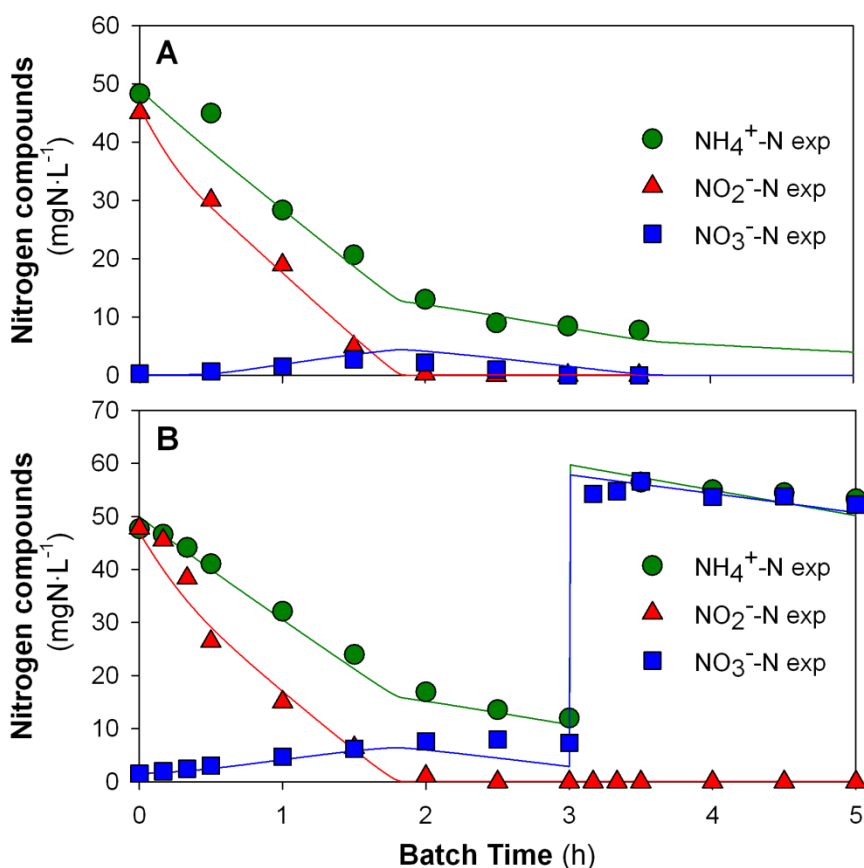 A
Nitrogen compounds
(mgN·L⁻¹)
60
50
40
30
20
10
0
NH₄⁺-N exp
NO₂⁻-N exp
NO₃⁻-N exp
B
Nitrogen compounds
(mgN·L⁻¹)
70
60
50
40
30
20
10
0
NH₄⁺-N exp
NO₂⁻-N exp
NO₃⁻-N exp
0 1 2 3 4 5
Batch Time (h)